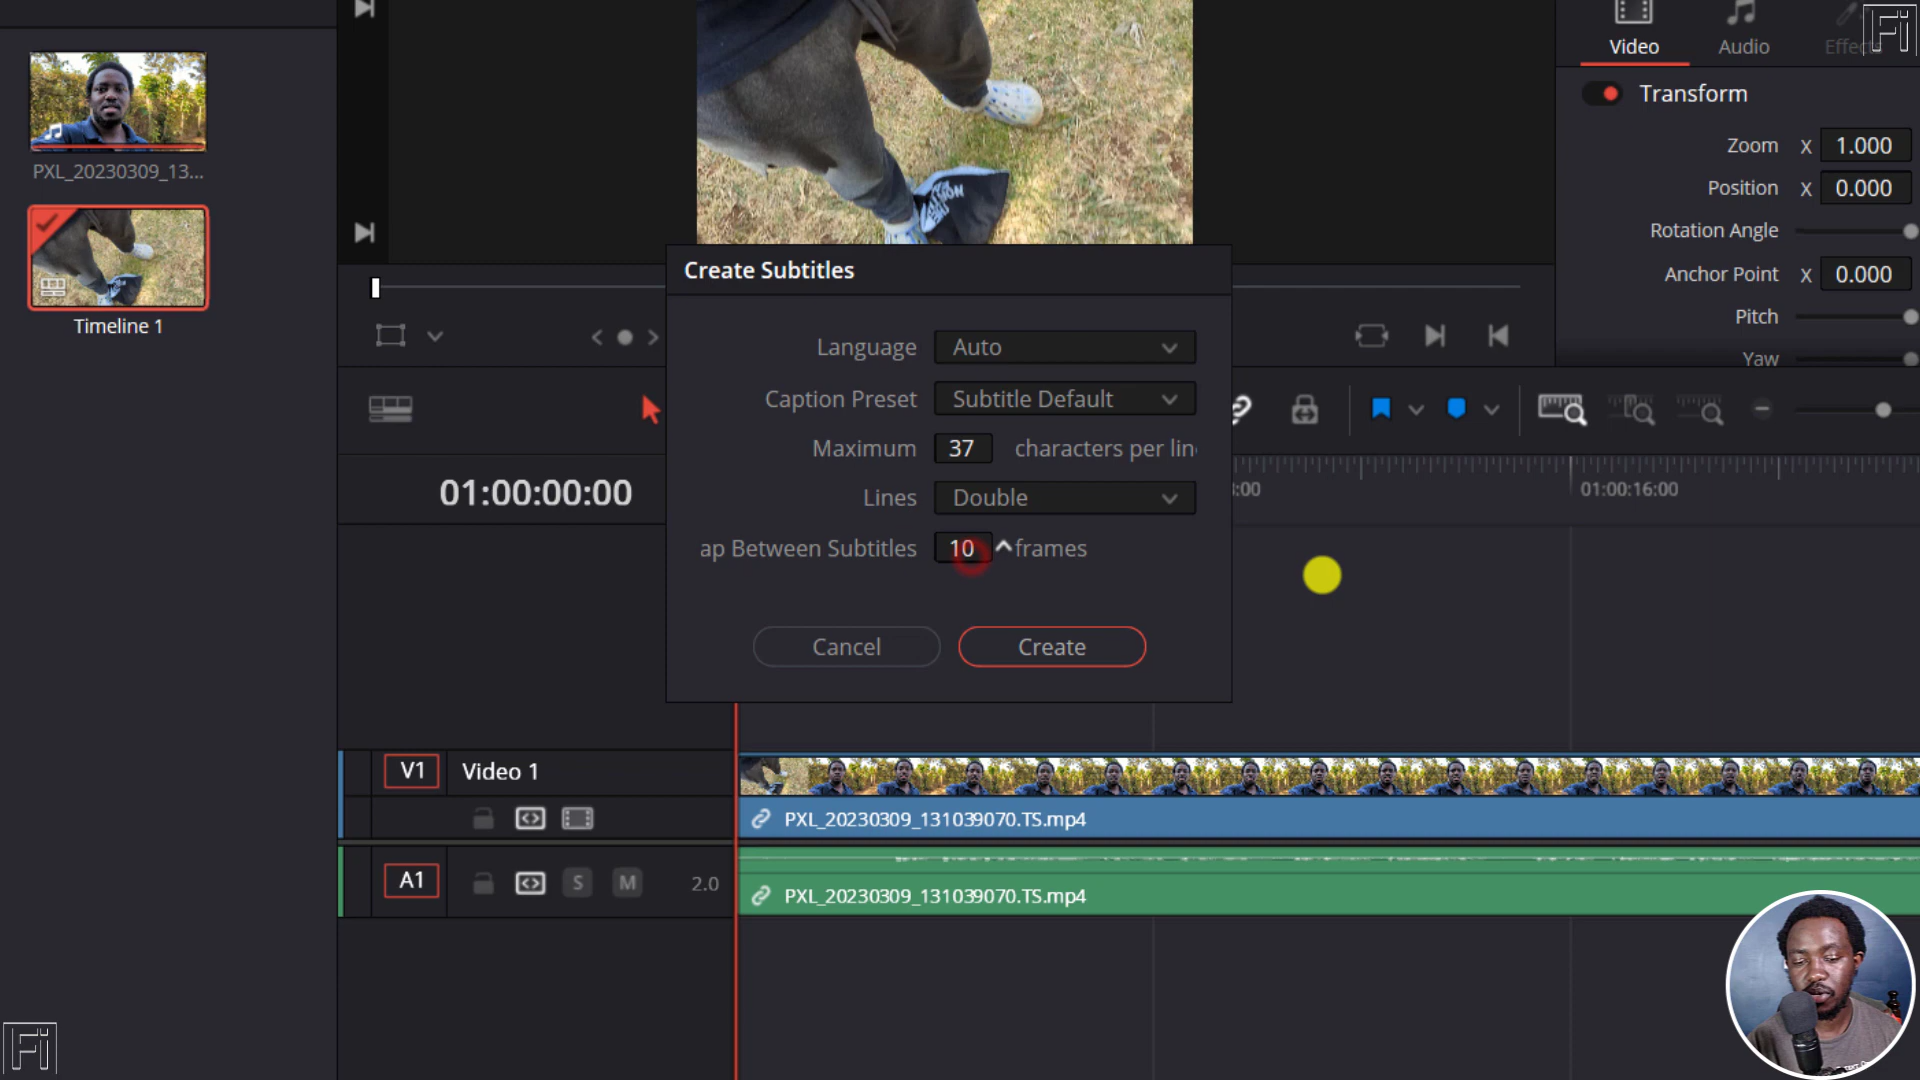 Fi
Video Audio
Transform
Zoom X 1.000
Position X 0.000
Rotation Angle
Anchor Point X 0.000
Pitch
Yaw
PXL_20230309_13...
Timeline 1
Create Subtitles
Language Auto
Caption Preset Subtitle Default
Maximum 37 characters per lin
Lines Double
ap Between Subtitles 10 frames
Cancel Create
01:00:00:00
:00 01:00:16:00
V1 Video 1
PXL_20230309_131039070.TS.mp4
A1 S M 2.0
PXL_20230309_131039070.TS.mp4
Fi